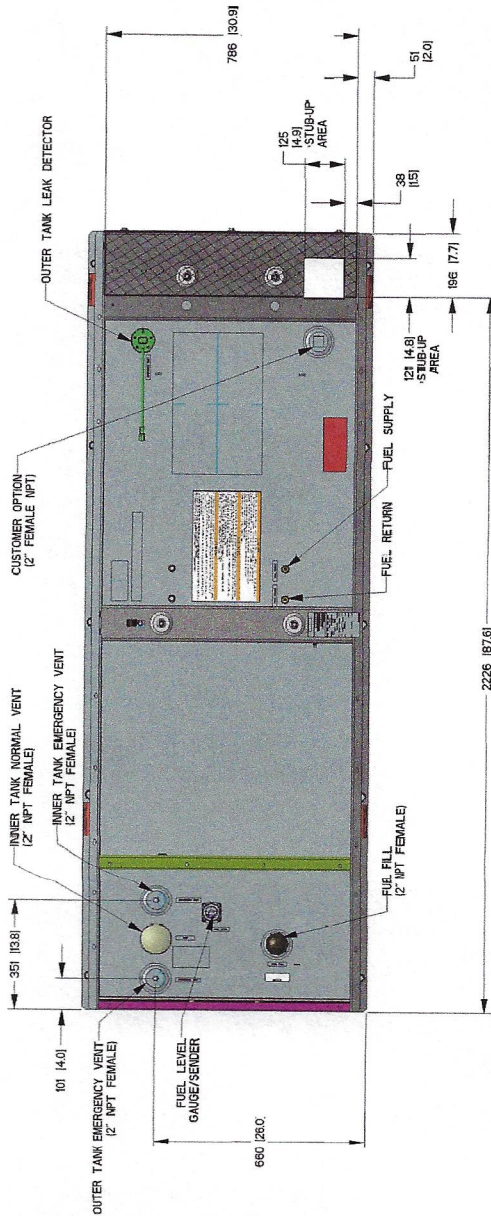 OUTER TANK LEAK DETECTOR
CUSTOMER OPTION
(2" FEMALE NPT)
INNER TANK NORMAL VENT
(2" NPT FEMALE)
INNER TANK EMERGENCY VENT
(2" NPT FEMALE)
351 [13.8]
101 [4.0]
OUTER TANK EMERGENCY VENT
(2" NPT FEMALE)
FUEL LEVEL
GAUGE/SENDER
660 [26.0]
FUEL FILL
(2" NPT FEMALE)
FUEL RETURN
FUEL SUPPLY
2226 [87.6]
121 [4.8]
STUB-UP
AREA
196 [7.7]
38
[1.5]
125
[4.9]
STUB-UP
AREA
51
[2.0]
786 [30.9]